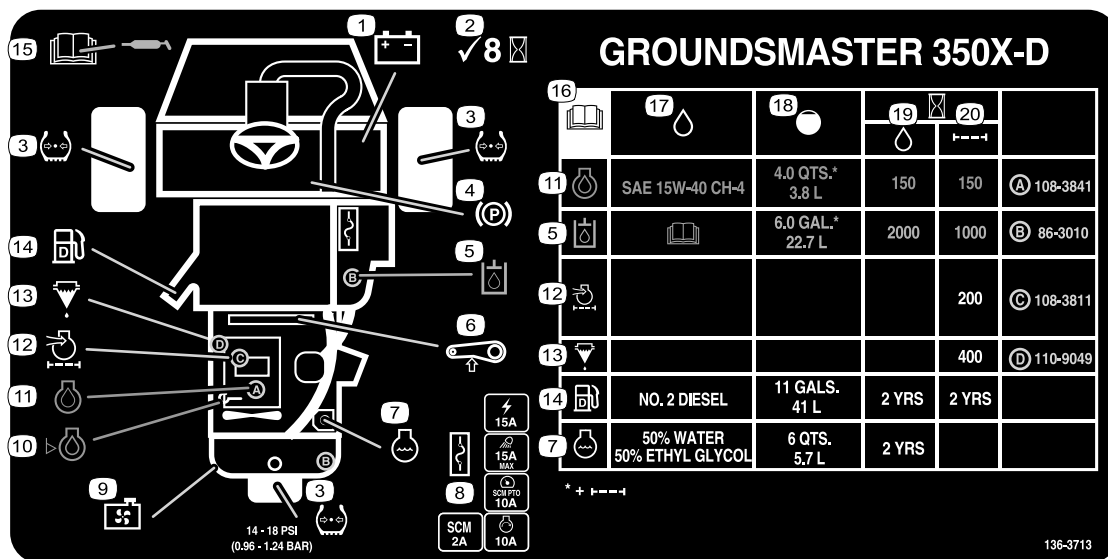 GROUNDSMASTER 350X-D
15
1
+ -
2
✓8
3
3
4
(P)
14
D
B
5
13
D
12
C
6
11
A
10
7
9
B
3
14 - 18 PSI
(0.96 - 1.24 BAR)
8
15A
15A
MAX
SCM PTO
10A
SCM
2A
10A
16
17
18
19
20
11
SAE 15W-40 CH-4
4.0 QTS.*
3.8 L
150
150
A 108-3841
5
6.0 GAL.*
22.7 L
2000
1000
B 86-3010
12
200
C 108-3811
13
400
D 110-9049
14
D
NO. 2 DIESEL
11 GALS.
41 L
2 YRS
2 YRS
7
50% WATER
50% ETHYL GLYCOL
6 QTS.
5.7 L
2 YRS
* +
136-3713